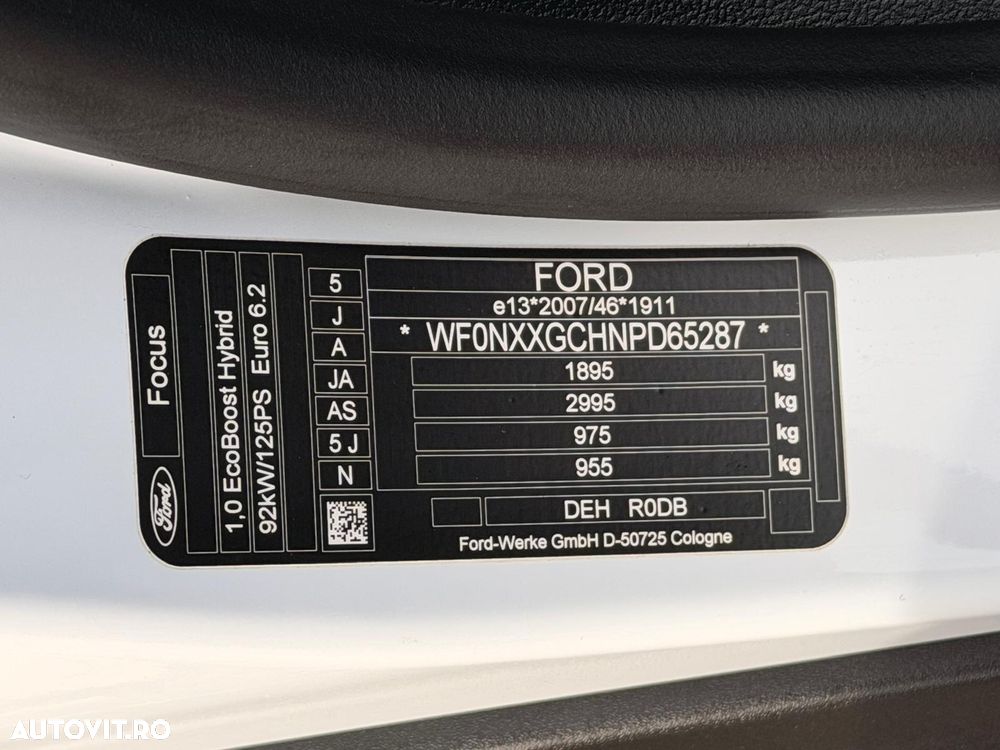 Focus
Ford
1,0 EcoBoost Hybrid
92kW/125PS Euro 6.2
5
J
A
JA
AS
5 J
N
FORD
e13*2007/46*1911
* WF0NXXGCHNPD65287 *
1895 kg
2995 kg
975 kg
955 kg
DEH R0DB
Ford-Werke GmbH D-50725 Cologne
AUTOVIT.RO